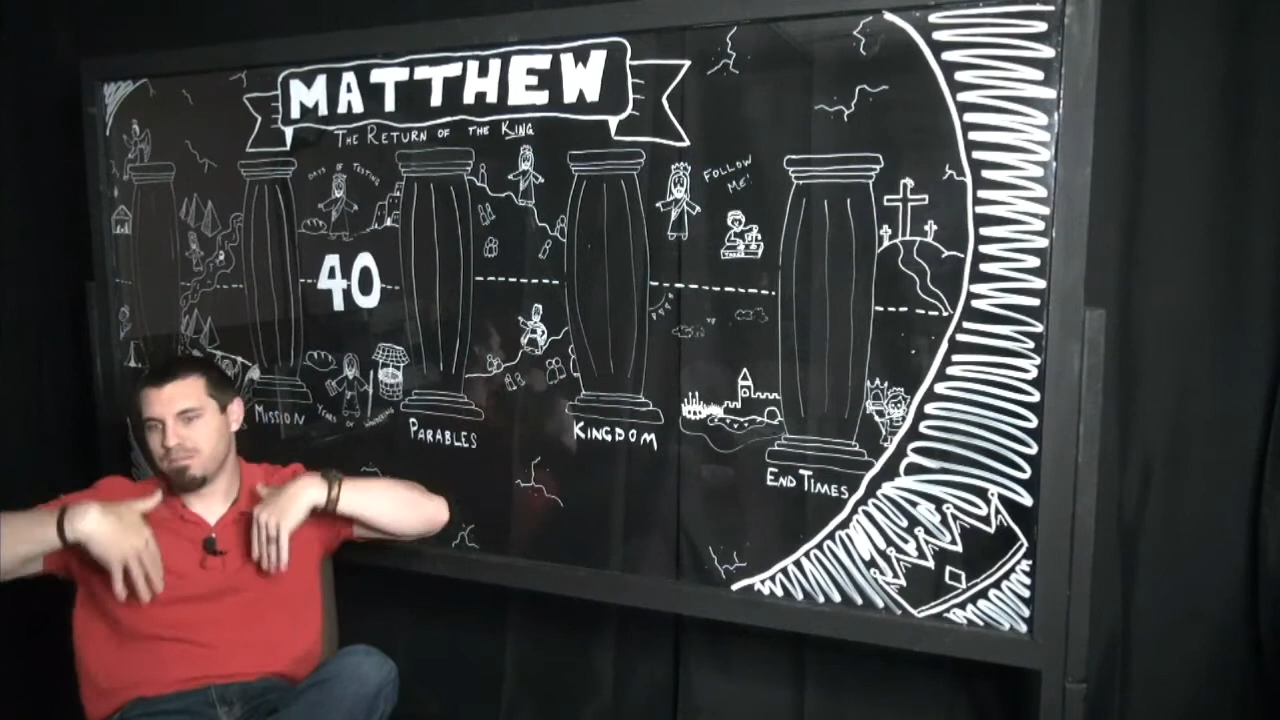 MATTHEW
THE RETURN OF THE KING
DAYS OF TESTING
FOLLOW
ME!
TAXES
40
YEARS OF WANDERING
MISSION
PARABLES
KINGDOM
END TIMES